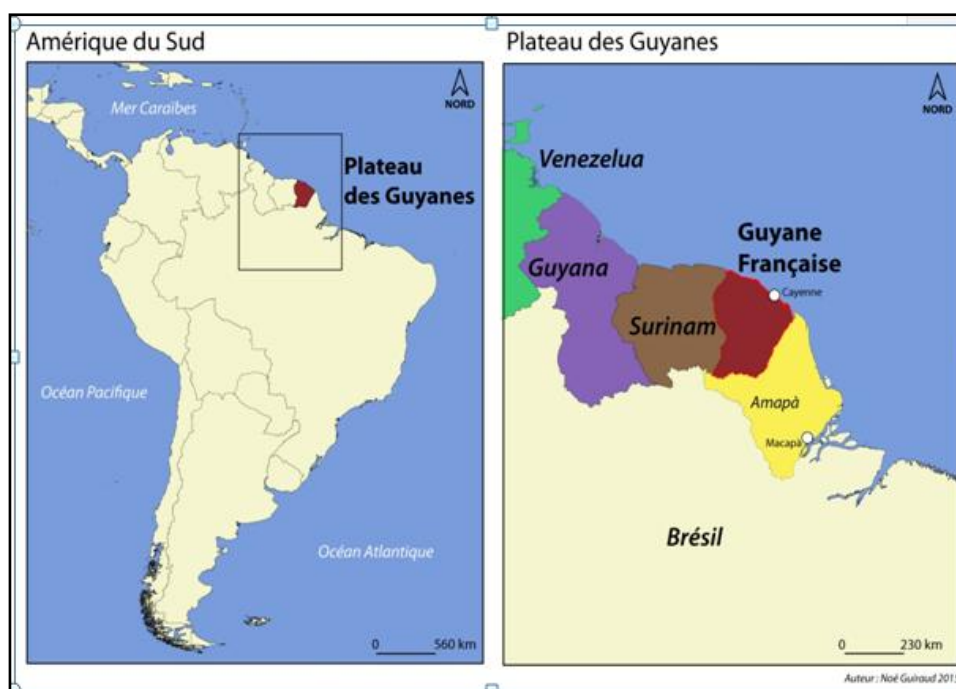 Amérique du Sud
NORD
Mer Caraïbes
Plateau
des Guyanes
Océan Pacifique
Océan Atlantique
0 560 km
Plateau des Guyanes
NORD
Venezelua
Guyana
Surinam
Guyane
Française
Cayenne
Amapà
Macapà
Brésil
0 230 km
Auteur : Noé Guiraud 2015